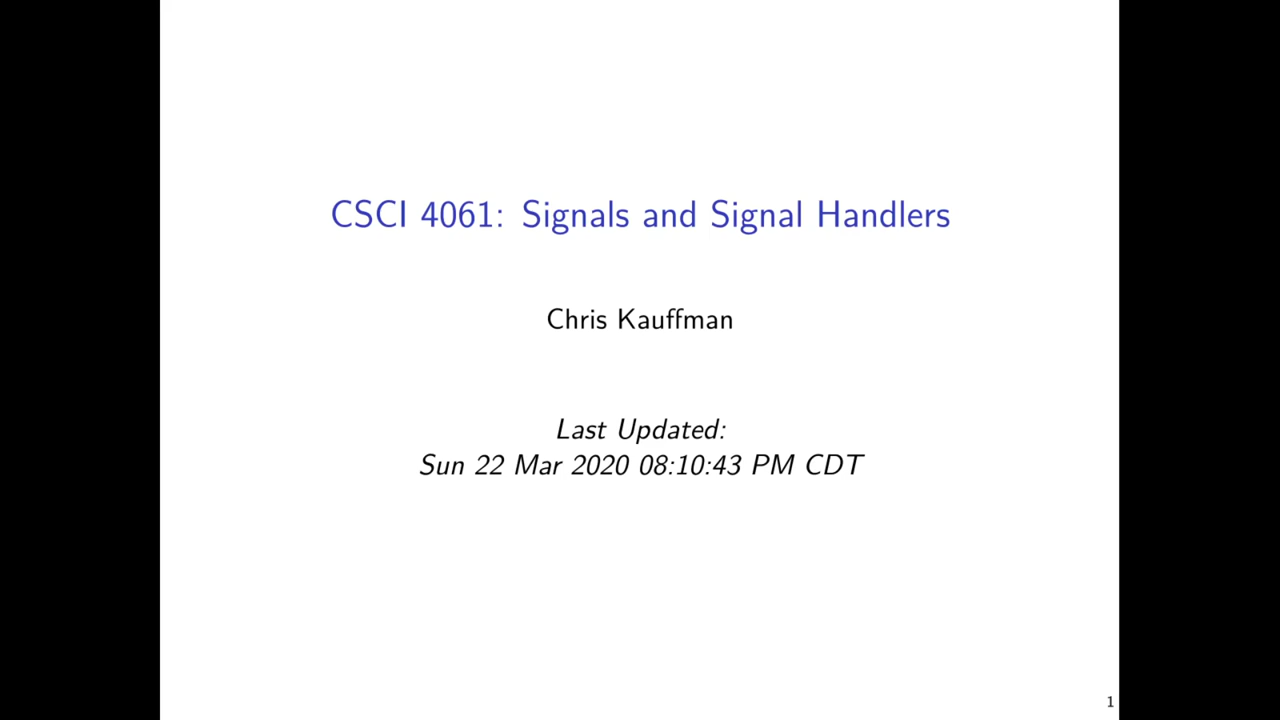 CSCI 4061: Signals and Signal Handlers
Chris Kauffman
Last Updated:
Sun 22 Mar 2020 08:10:43 PM CDT
1